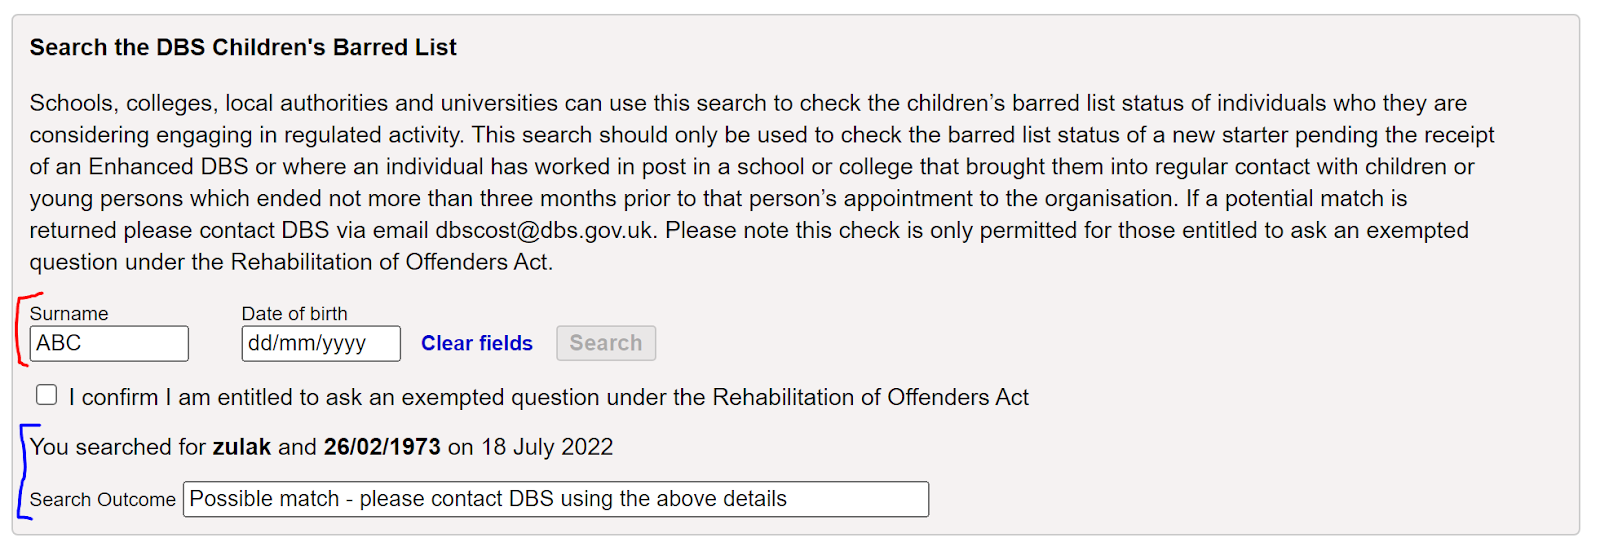 Search the DBS Children's Barred List
Schools, colleges, local authorities and universities can use this search to check the children’s barred list status of individuals who they are
considering engaging in regulated activity. This search should only be used to check the barred list status of a new starter pending the receipt
of an Enhanced DBS or where an individual has worked in post in a school or college that brought them into regular contact with children or
young persons which ended not more than three months prior to that person’s appointment to the organisation. If a potential match is
returned please contact DBS via email dbscost@dbs.gov.uk. Please note this check is only permitted for those entitled to ask an exempted
question under the Rehabilitation of Offenders Act.
Surname Date of birth
ABC dd/mm/yyyy Clear fields Search
I confirm I am entitled to ask an exempted question under the Rehabilitation of Offenders Act
You searched for zulak and 26/02/1973 on 18 July 2022
Search Outcome Possible match - please contact DBS using the above details